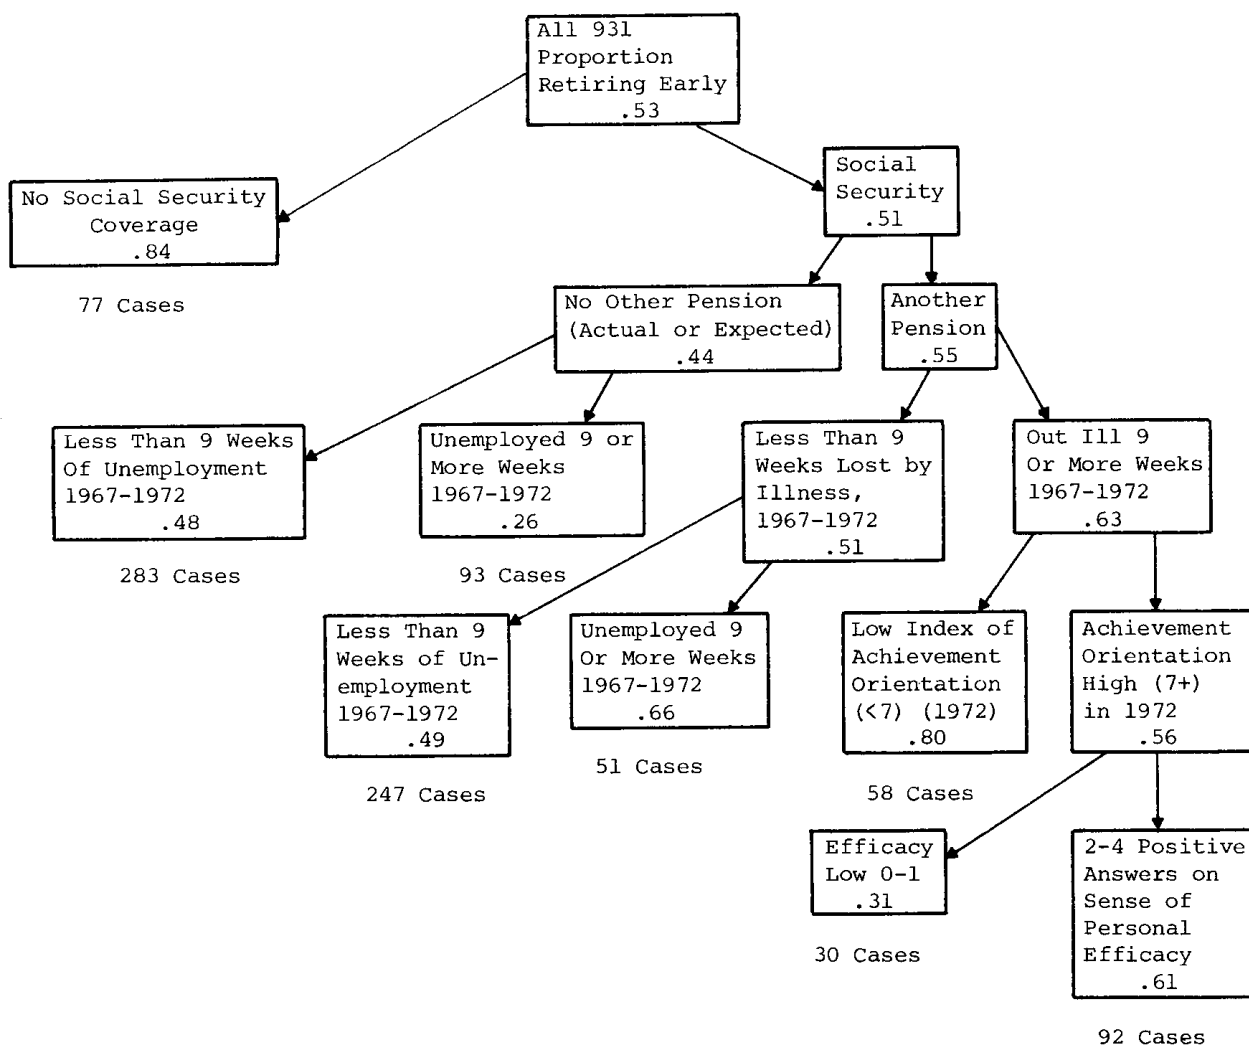 All 931
Proportion
Retiring Early
.53
Social
Security
.51
No Social Security
Coverage
.84
77 Cases
No Other Pension
(Actual or Expected)
.44
Another
Pension
.55
Less Than 9 Weeks
Of Unemployment
1967-1972
.48
283 Cases
Unemployed 9 or
More Weeks
1967-1972
.26
93 Cases
Less Than 9
Weeks Lost by
Illness,
1967-1972
.51
Out Ill 9
Or More Weeks
1967-1972
.63
Less Than 9
Weeks of Un-
employment
1967-1972
.49
247 Cases
Unemployed 9
Or More Weeks
1967-1972
.66
51 Cases
Low Index of
Achievement
Orientation
(<7) (1972)
.80
58 Cases
Achievement
Orientation
High (7+)
in 1972
.56
Efficacy
Low 0-1
.31
30 Cases
2-4 Positive
Answers on
Sense of
Personal
Efficacy
.61
92 Cases